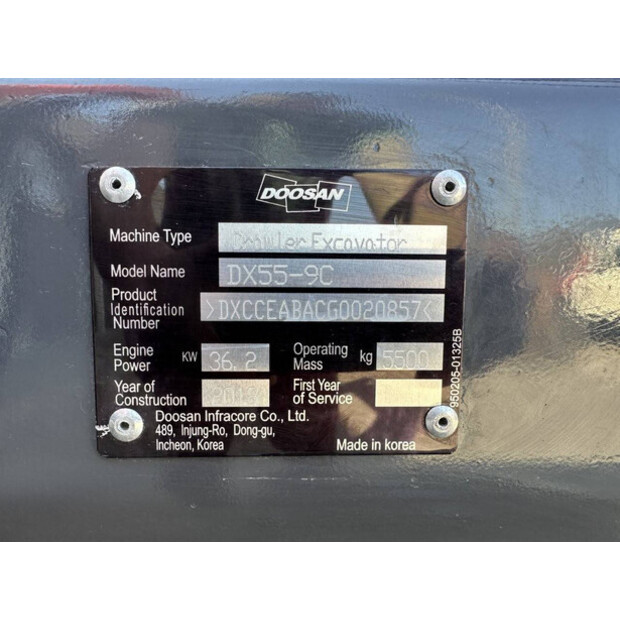 DOOSAN
Machine Type Crawler Excavator
Model Name DX55-9C
Product Identification Number >DXCCEABACG0020857<
Engine Power KW 36.2 Operating Mass kg 5500
Year of Construction First Year of Service
Doosan Infracore Co., Ltd.
489, Injung-Ro, Dong-gu,
Incheon, Korea
Made in korea
950205-01325B